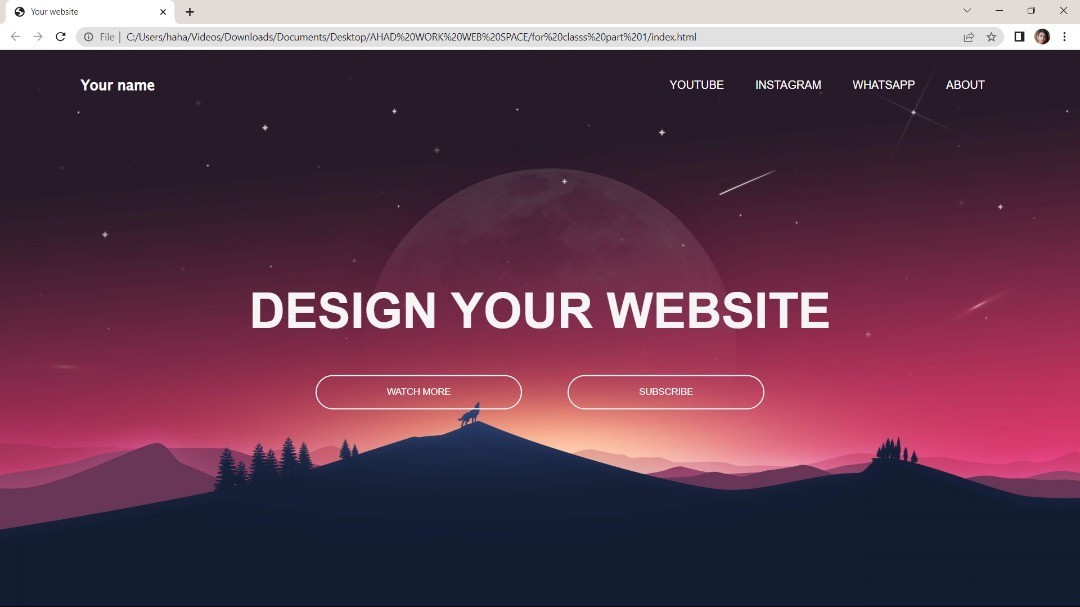 Your website
File | C:/Users/haha/Videos/Downloads/Documents/Desktop/AHAD%20WORK%20WEB%20SPACE/for%20classs%20part%201/index.html
Your name
YOUTUBE INSTAGRAM WHATSAPP ABOUT
DESIGN YOUR WEBSITE
WATCH MORE SUBSCRIBE